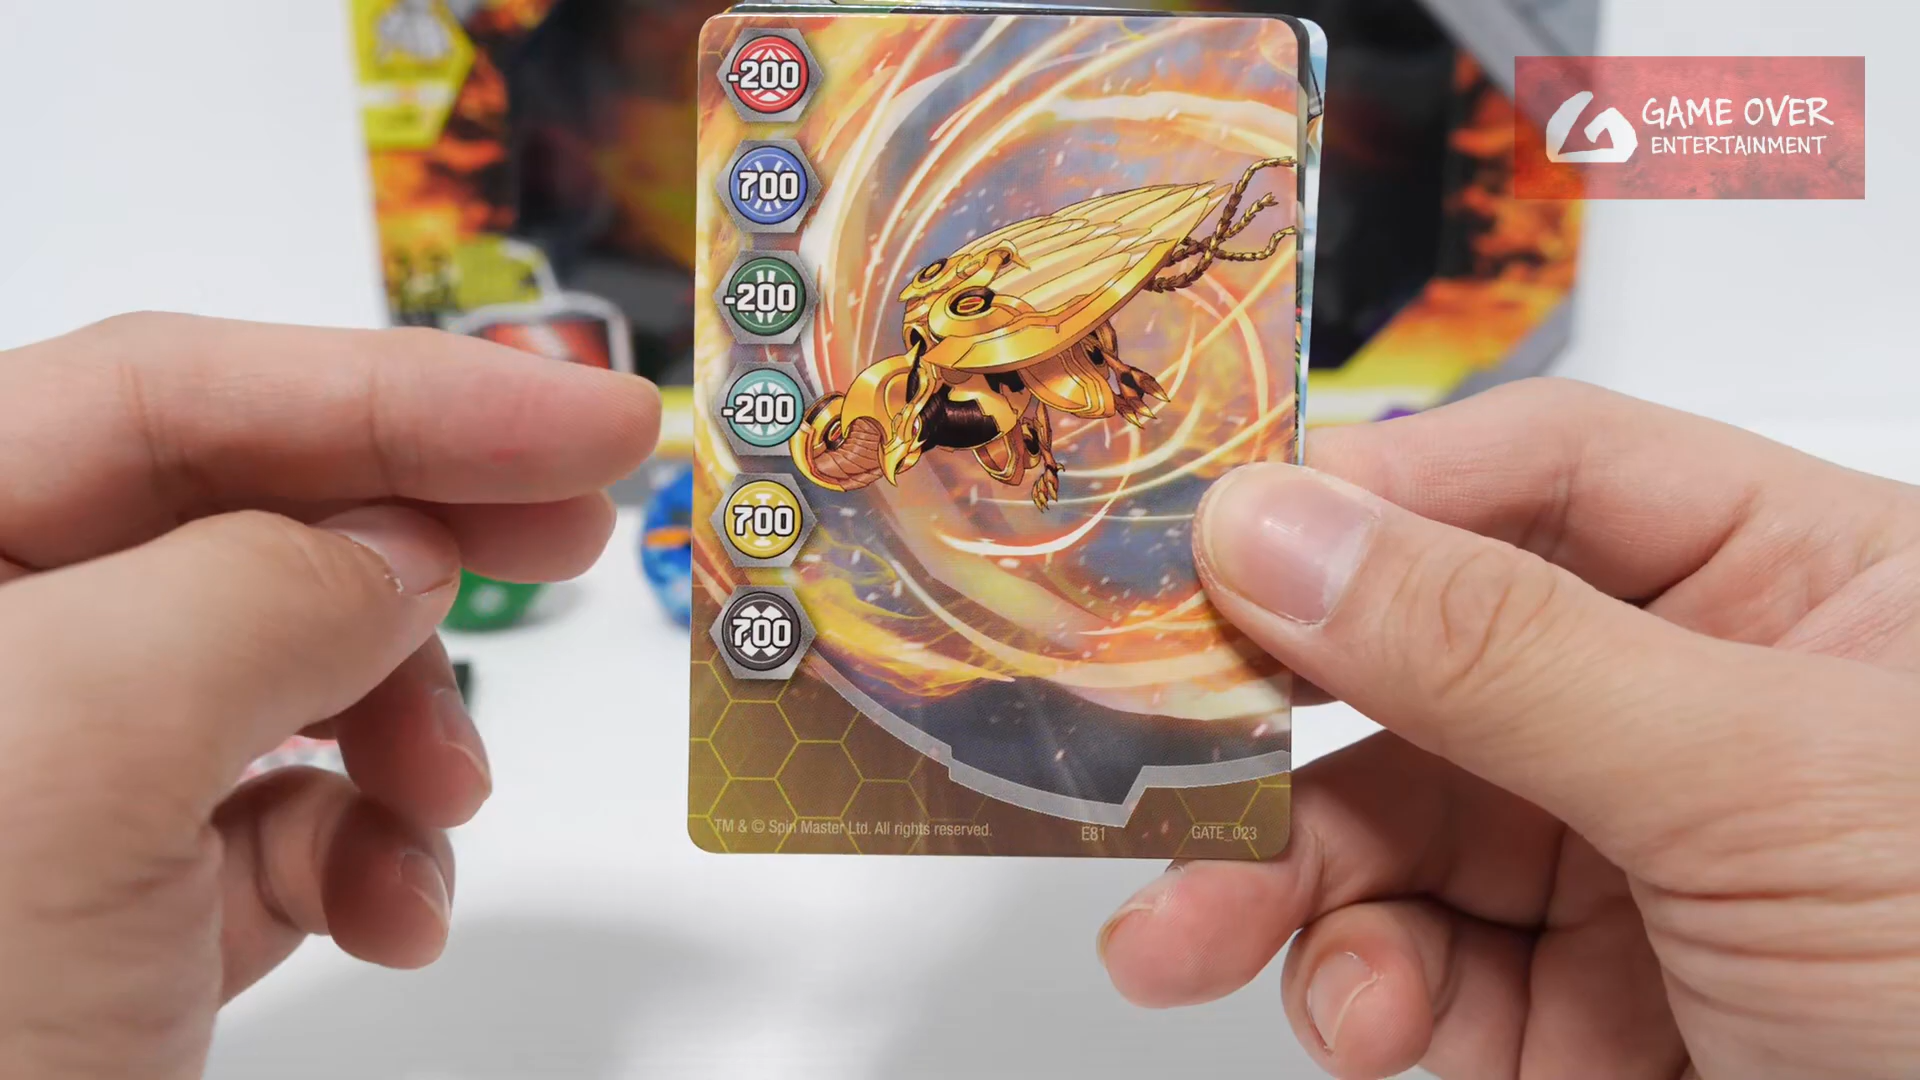 -200
700
-200
-200
700
700
TM & © Spin Master Ltd. All rights reserved.
E81
GATE_023
GAME OVER
ENTERTAINMENT